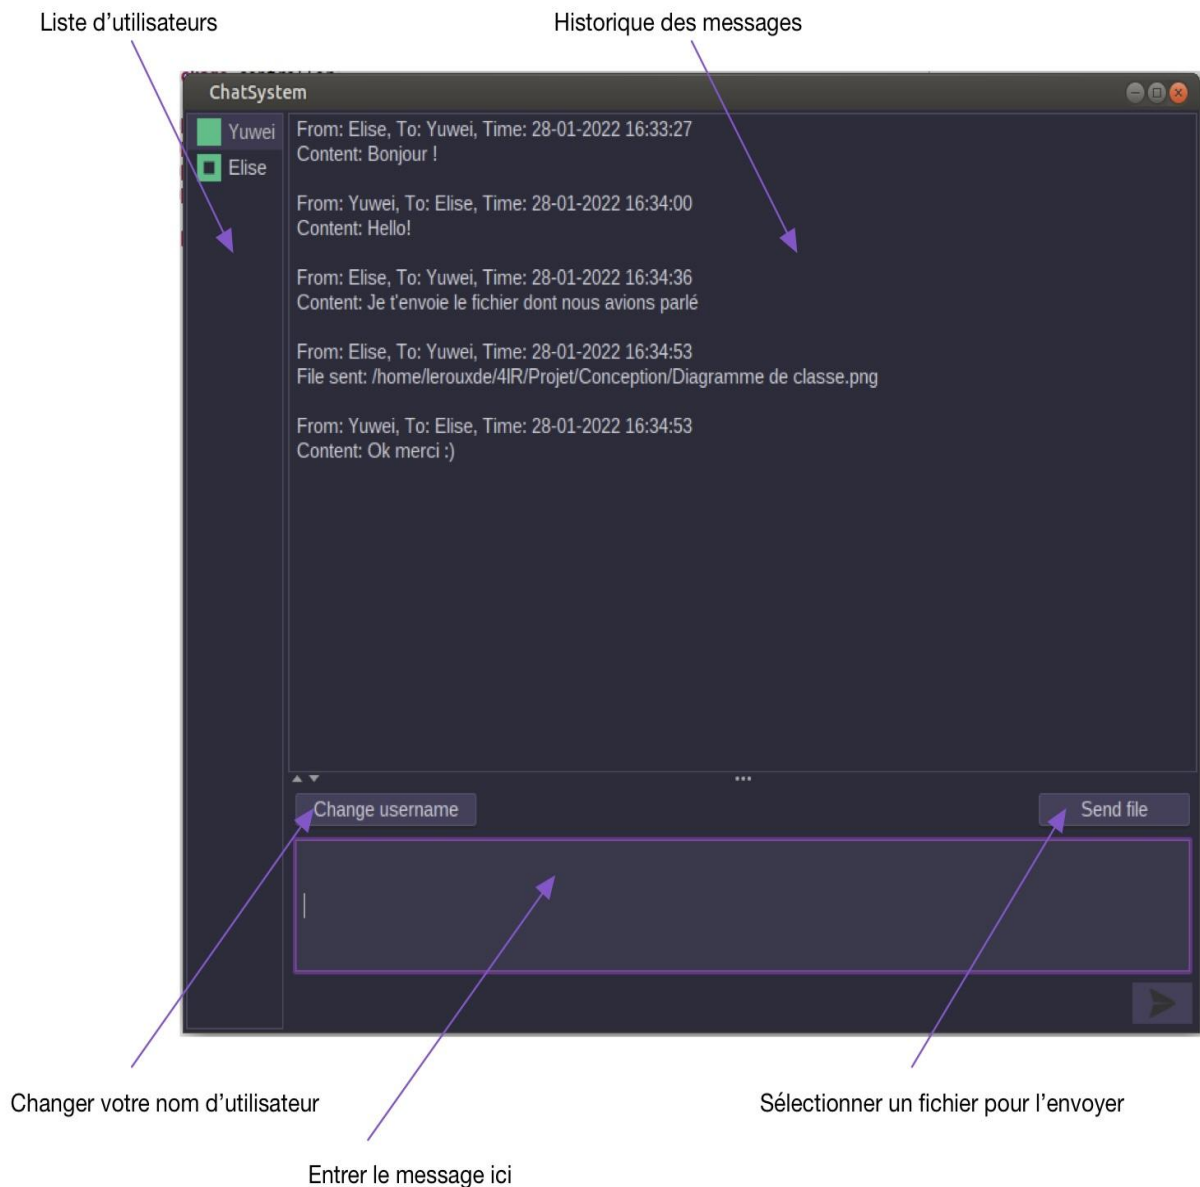 Liste d’utilisateurs
Historique des messages
ChatSystem
Yuwei
Elise
From: Elise, To: Yuwei, Time: 28-01-2022 16:33:27
Content: Bonjour !
From: Yuwei, To: Elise, Time: 28-01-2022 16:34:00
Content: Hello!
From: Elise, To: Yuwei, Time: 28-01-2022 16:34:36
Content: Je t'envoie le fichier dont nous avions parlé
From: Elise, To: Yuwei, Time: 28-01-2022 16:34:53
File sent: /home/lerouxde/4IR/Projet/Conception/Diagramme de classe.png
From: Yuwei, To: Elise, Time: 28-01-2022 16:34:53
Content: Ok merci :)
Change username
Send file
Changer votre nom d’utilisateur
Sélectionner un fichier pour l’envoyer
Entrer le message ici